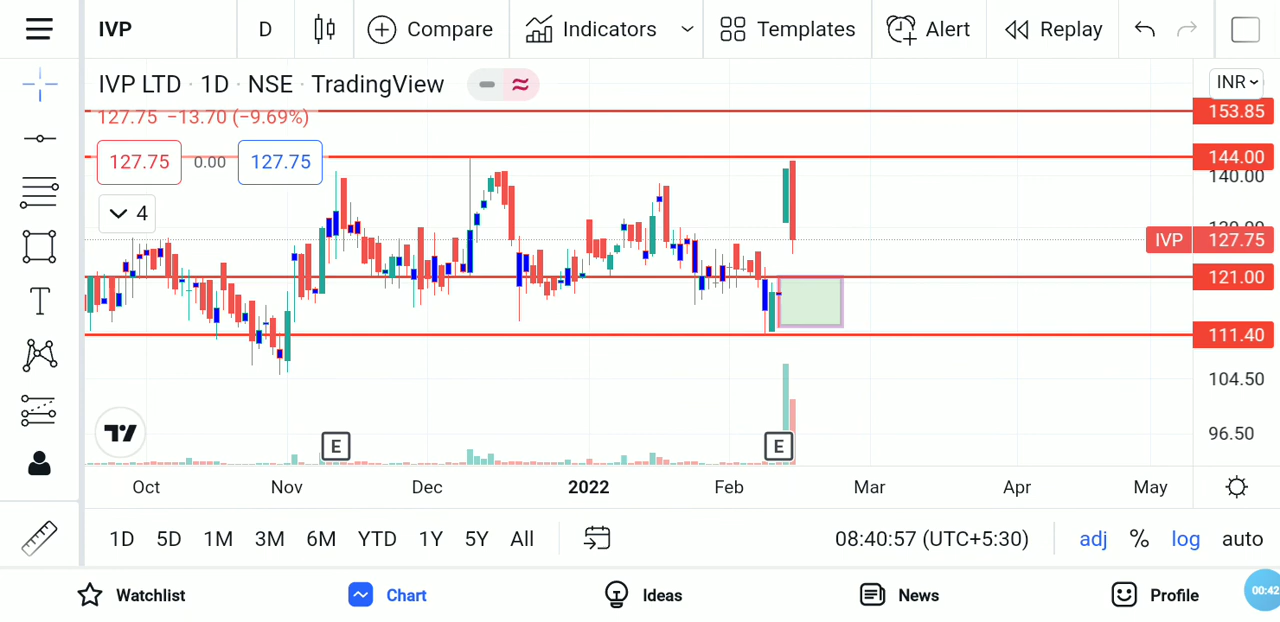 IVP D Compare Indicators Templates Alert Replay
IVP LTD · 1D · NSE · TradingView INR
127.75 −13.70 (−9.69%) 153.85
127.75 0.00 127.75 144.00
140.00
4
IVP 127.75
121.00
111.40
104.50
E E 96.50
Oct Nov Dec 2022 Feb Mar Apr May
1D 5D 1M 3M 6M YTD 1Y 5Y All 08:40:57 (UTC+5:30) adj % log auto
Watchlist Chart Ideas News Profile 00:42